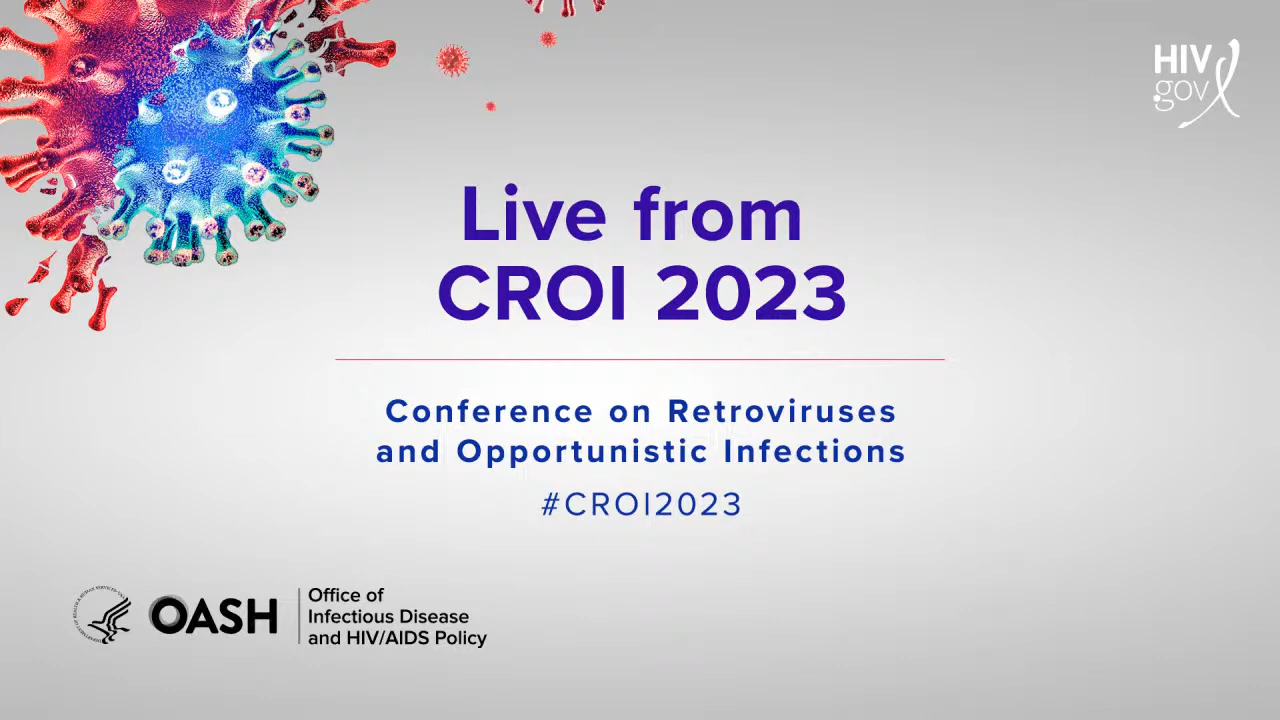 HIV
gov
Live from
CROI 2023
Conference on Retroviruses
and Opportunistic Infections
#CROI2023
OASH
Office of
Infectious Disease
and HIV/AIDS Policy